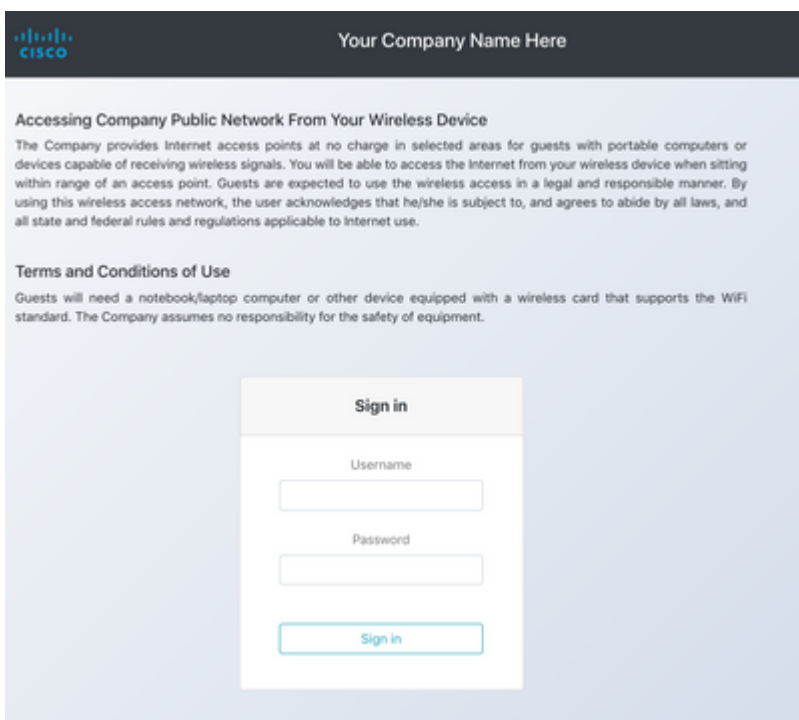 CISCO
Your Company Name Here
Accessing Company Public Network From Your Wireless Device
The Company provides Internet access points at no charge in selected areas for guests with portable computers or
devices capable of receiving wireless signals. You will be able to access the Internet from your wireless device when sitting
within range of an access point. Guests are expected to use the wireless access in a legal and responsible manner. By
using this wireless access network, the user acknowledges that he/she is subject to, and agrees to abide by all laws, and
all state and federal rules and regulations applicable to Internet use.
Terms and Conditions of Use
Guests will need a notebook/laptop computer or other device equipped with a wireless card that supports the WiFi
standard. The Company assumes no responsibility for the safety of equipment.
Sign in
Username
Password
Sign in